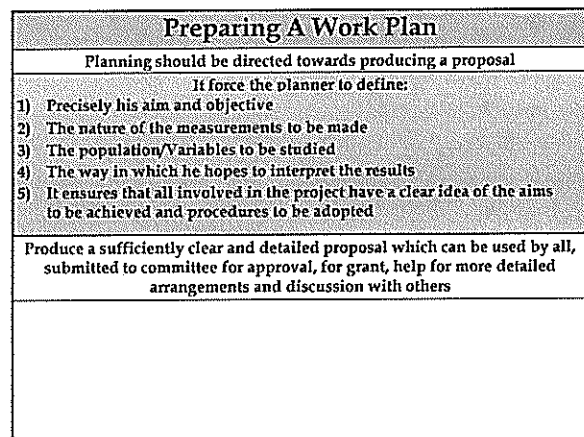 Preparing A Work Plan
Planning should be directed towards producing a proposal
It force the planner to define:
1) Precisely his aim and objective
2) The nature of the measurements to be made
3) The population/Variables to be studied
4) The way in which he hopes to interpret the results
5) It ensures that all involved in the project have a clear idea of the aims
to be achieved and procedures to be adopted
Produce a sufficiently clear and detailed proposal which can be used by all,
submitted to committee for approval, for grant, help for more detailed
arrangements and discussion with others